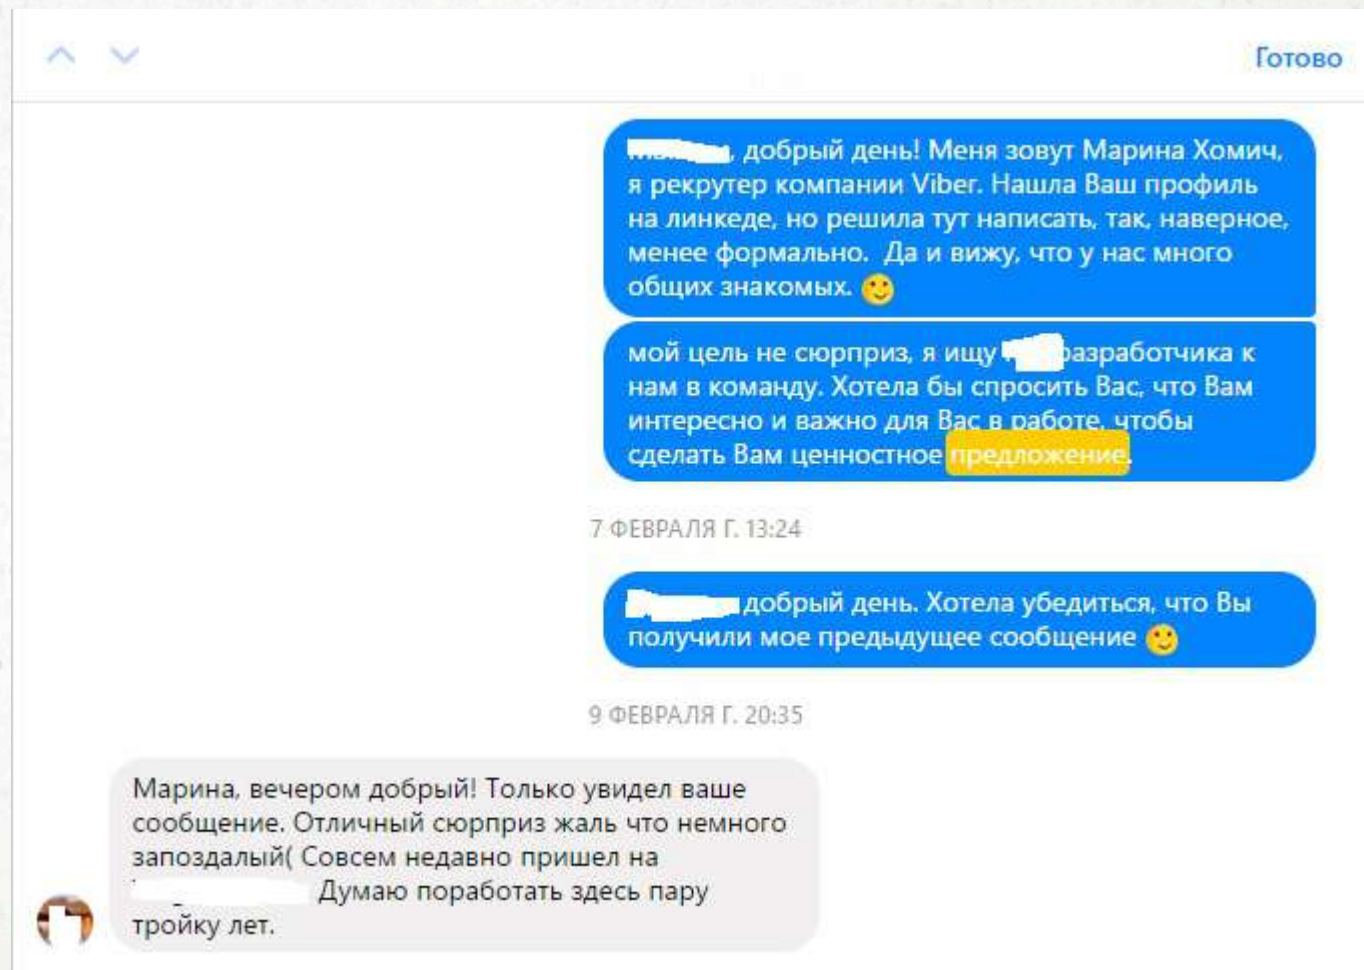 Готово
, добрый день! Меня зовут Марина Хомич,
я рекрутер компании Viber. Нашла Ваш профиль
на линкеде, но решила тут написать, так, наверное,
менее формально. Да и вижу, что у нас много
общих знакомых.
мой цель не сюрприз, я ищу разработчика к
нам в команду. Хотела бы спросить Вас, что Вам
интересно и важно для Вас в работе, чтобы
сделать Вам ценностное предложение.
7 ФЕВРАЛЯ Г. 13:24
добрый день. Хотела убедиться, что Вы
получили мое предыдущее сообщение
9 ФЕВРАЛЯ Г. 20:35
Марина, вечером добрый! Только увидел ваше
сообщение. Отличный сюрприз жаль что немного
запоздалый( Совсем недавно пришел на
Думаю поработать здесь пару
тройку лет.